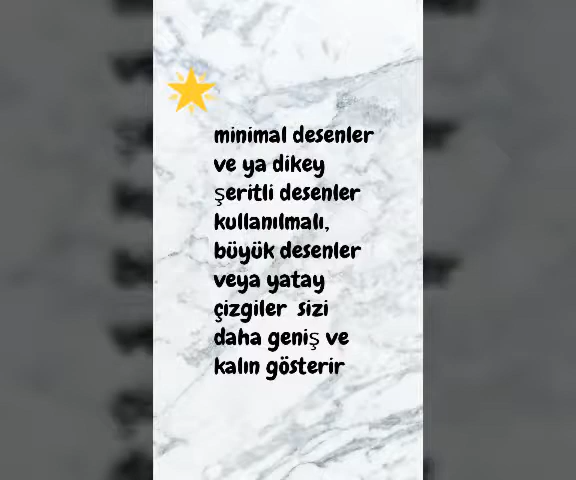 minimal desenler
ve ya dikey
şeritli desenler
kullanılmalı,
büyük desenler
veya yatay
çizgiler sizi
daha geniş ve
kalın gösterir